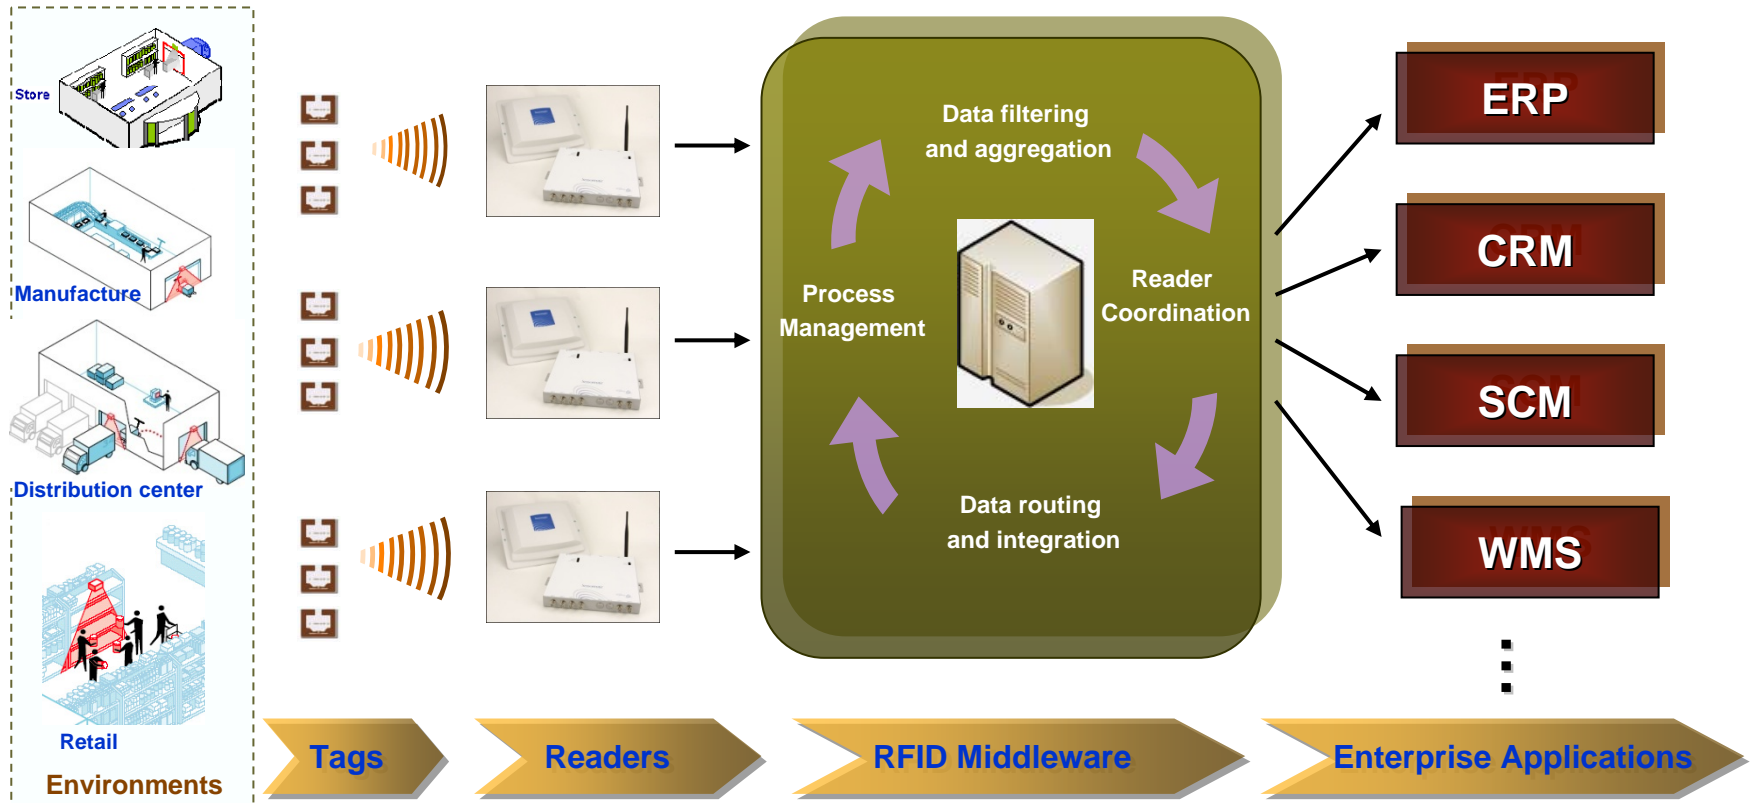 Store
Manufacture
Distribution center
Retail
Environments
Data filtering
and aggregation
Reader
Coordination
Process
Management
Data routing
and integration
ERP
CRM
SCM
WMS
Tags
Readers
RFID Middleware
Enterprise Applications